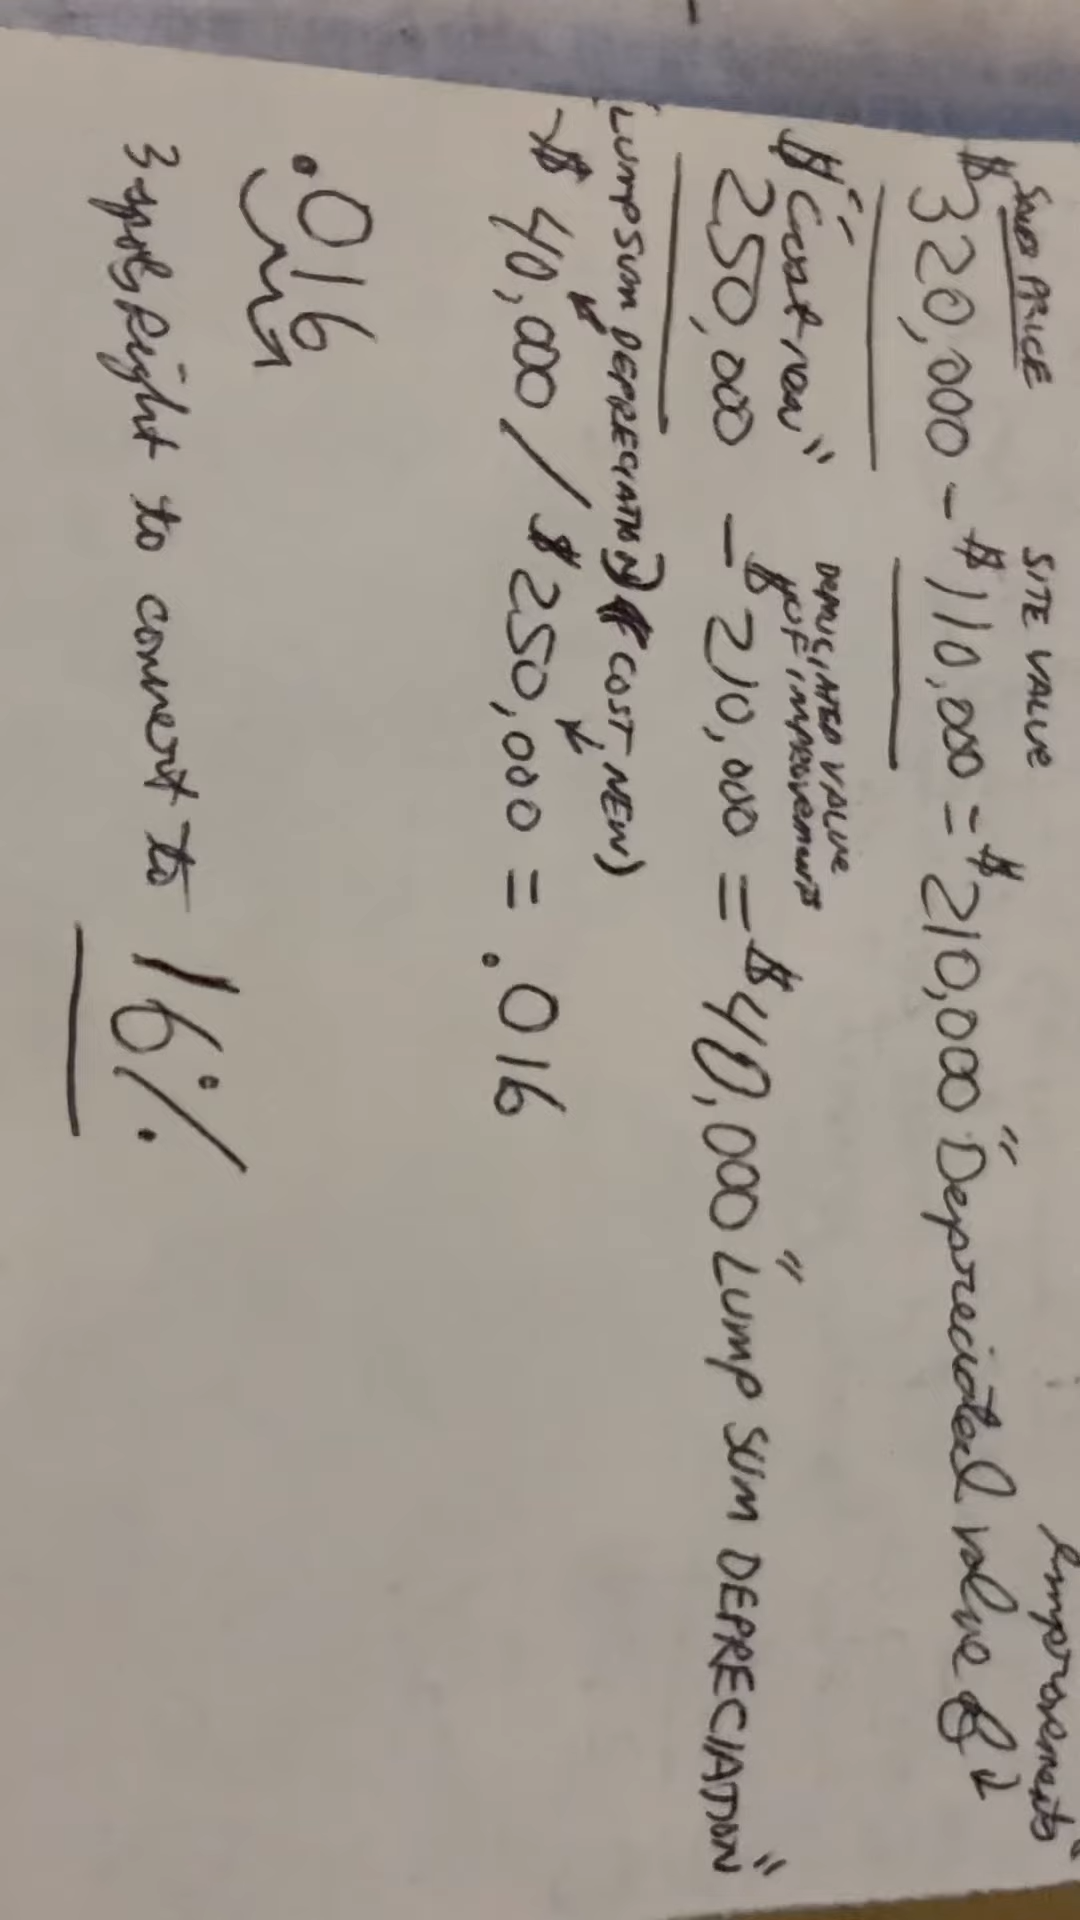 SALES PRICE SITE VALUE Improvements"
$320,000 - $110,000 = $210,000 "Depreciated value of
"Cost new" DEPRICIATED VALUE
OF IMPROVEMENTS
$250,000 - $210,000 = $40,000 "LUMP SUM DEPRECIATION"
(LUMP SUM DEPRECIATION) (COST NEW)
$40,000 / $250,000 = .016
.016
3 spots Right to convert to 16%